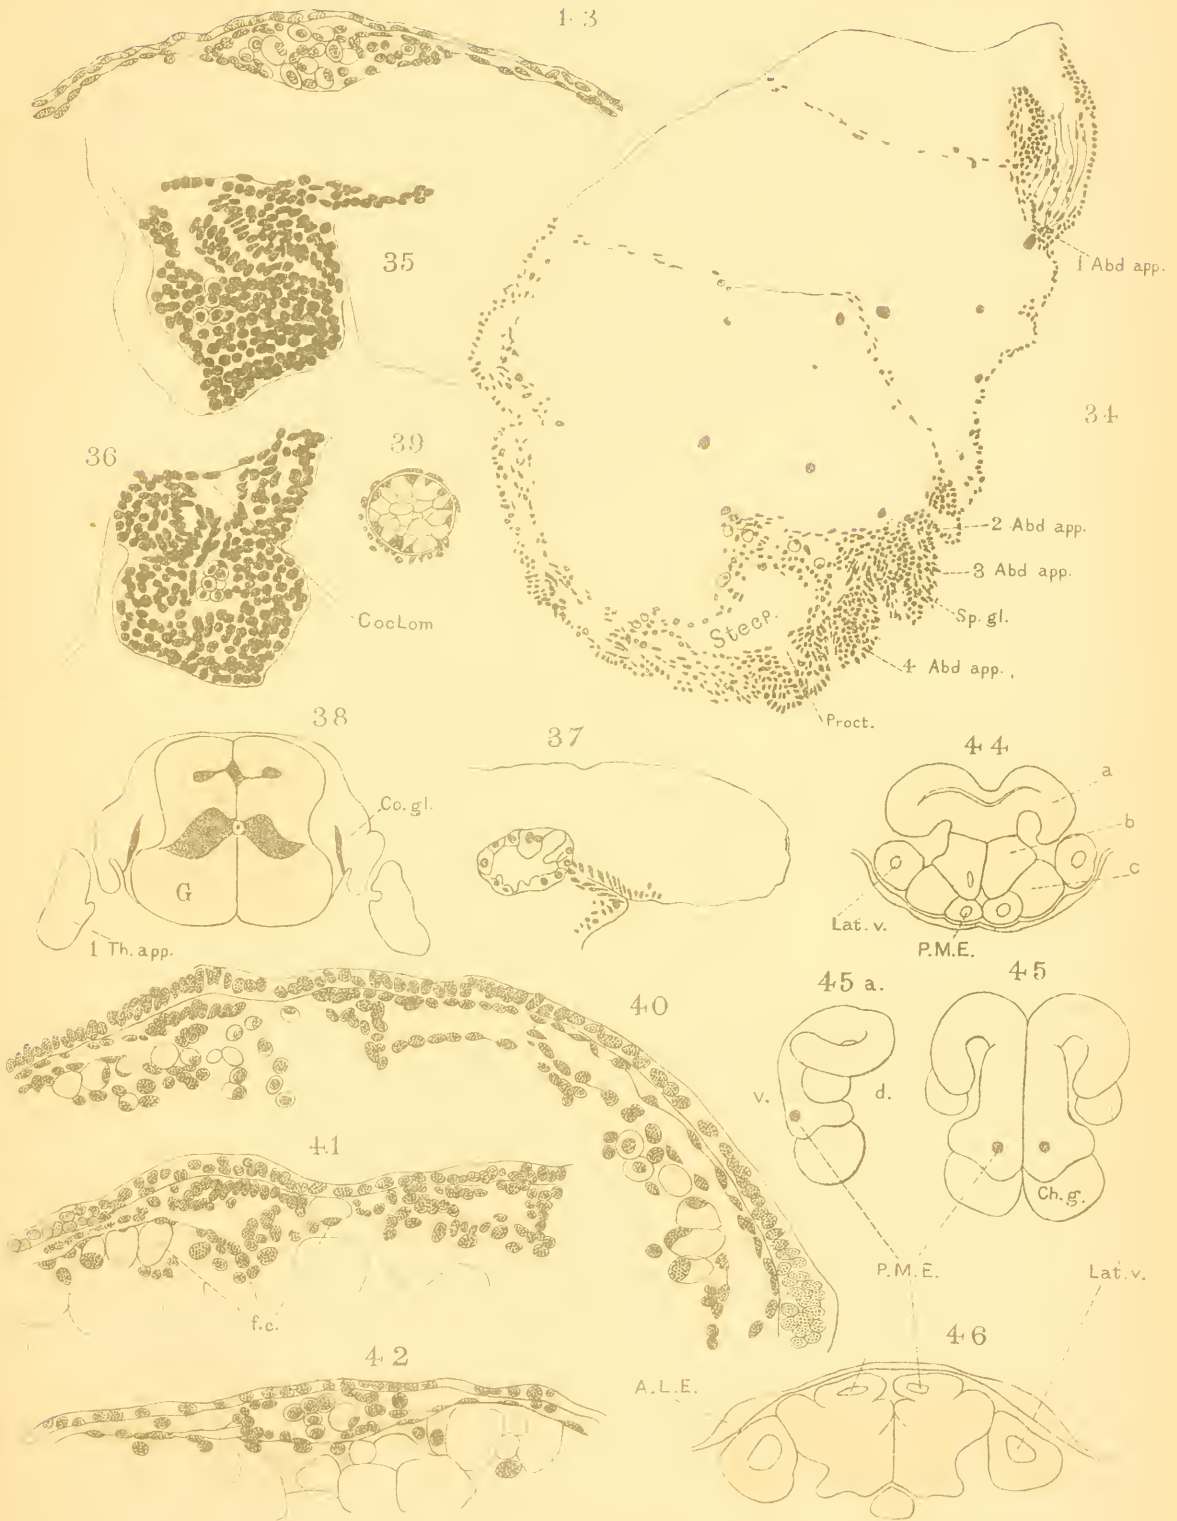 43
35
1 Abd app.
34
36
39
2 Abd app.
3 Abd app.
Sp. gl.
CoeLom
Stecp.
4 Abd app.
Proct.
38
37
44
a
Co. gl.
b
c
G
Lat. v.
1 Th. app.
P.M.E.
45 a.
45
40
v.
d.
41
Ch. g.
P.M.E.
Lat. v.
f.c.
46
42
A.L.E.